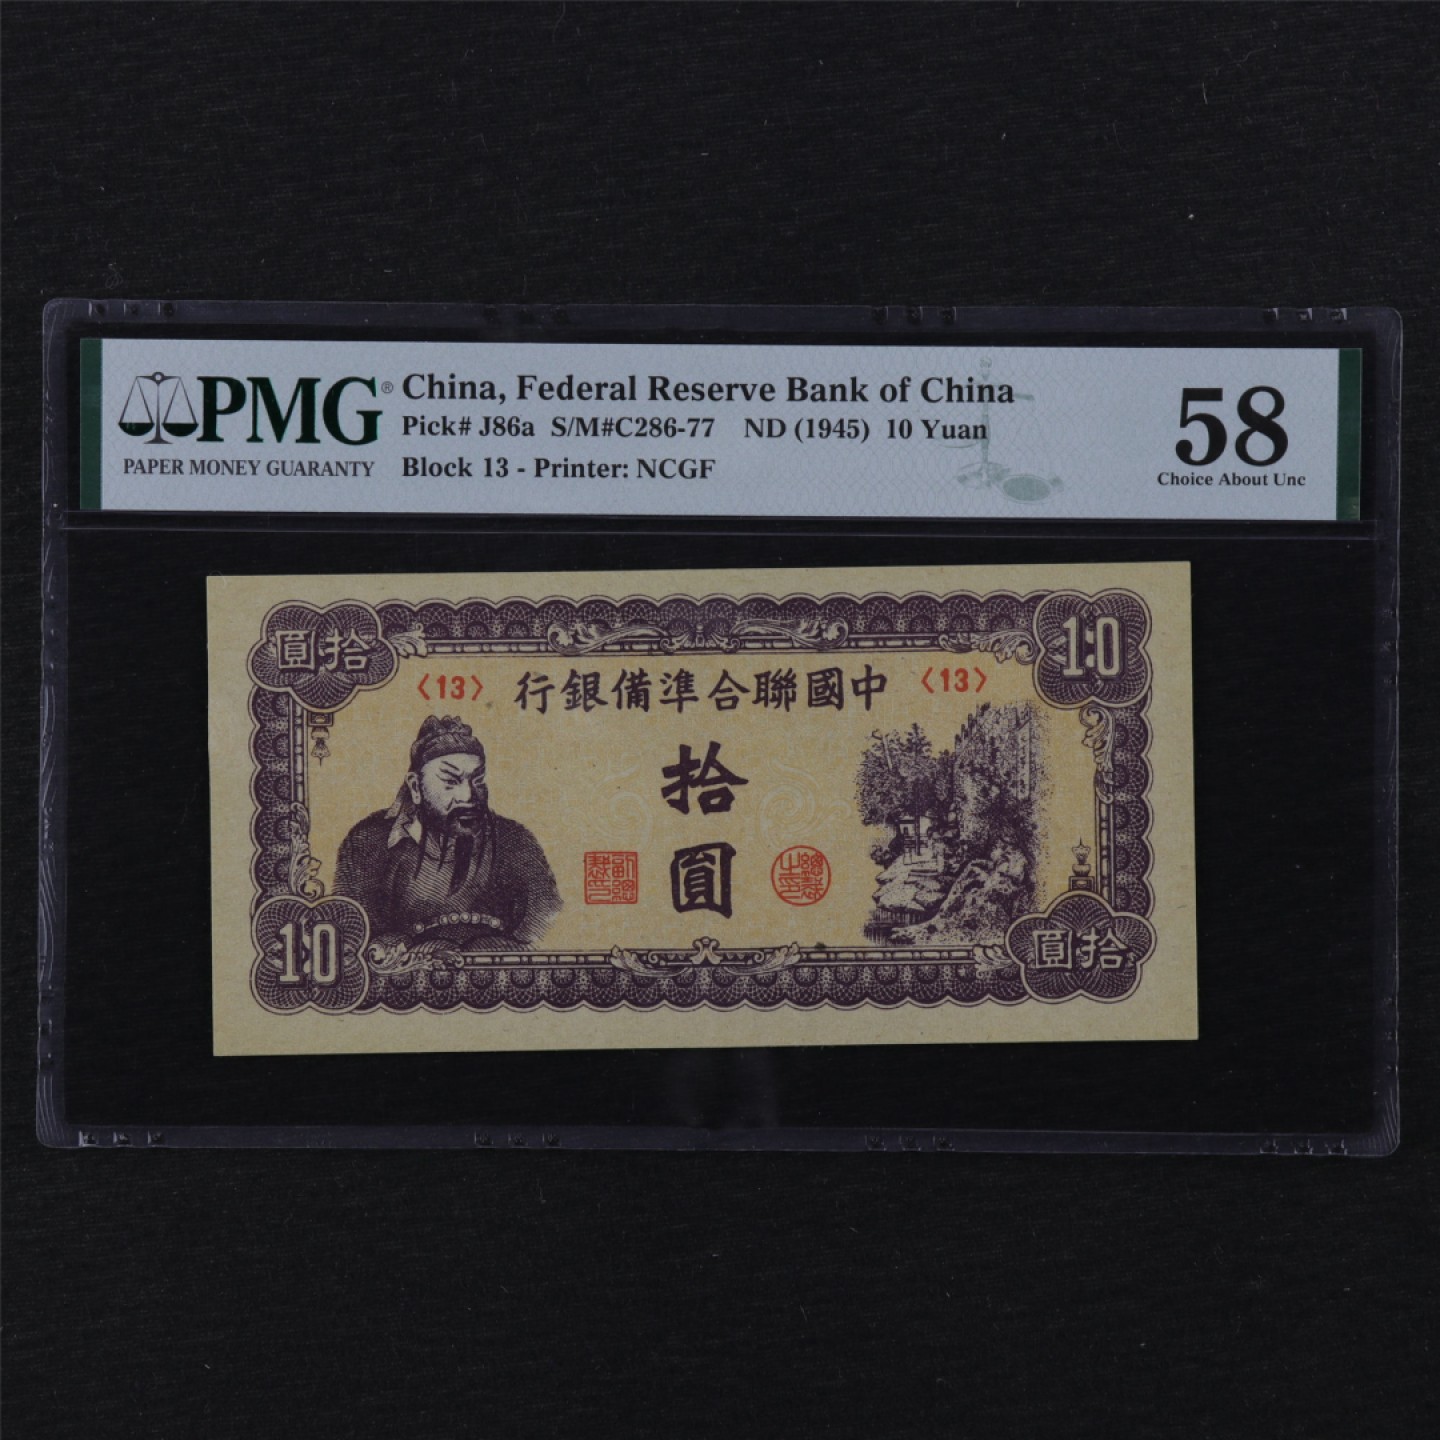 PMG®
PAPER MONEY GUARANTY
China, Federal Reserve Bank of China
Pick# J86a S/M#C286-77 ND (1945) 10 Yuan
Block 13 - Printer: NCGF
58
Choice About Unc
圓拾
10
〈13〉
行銀備準合聯國中
〈13〉
拾
圓
10
圓拾